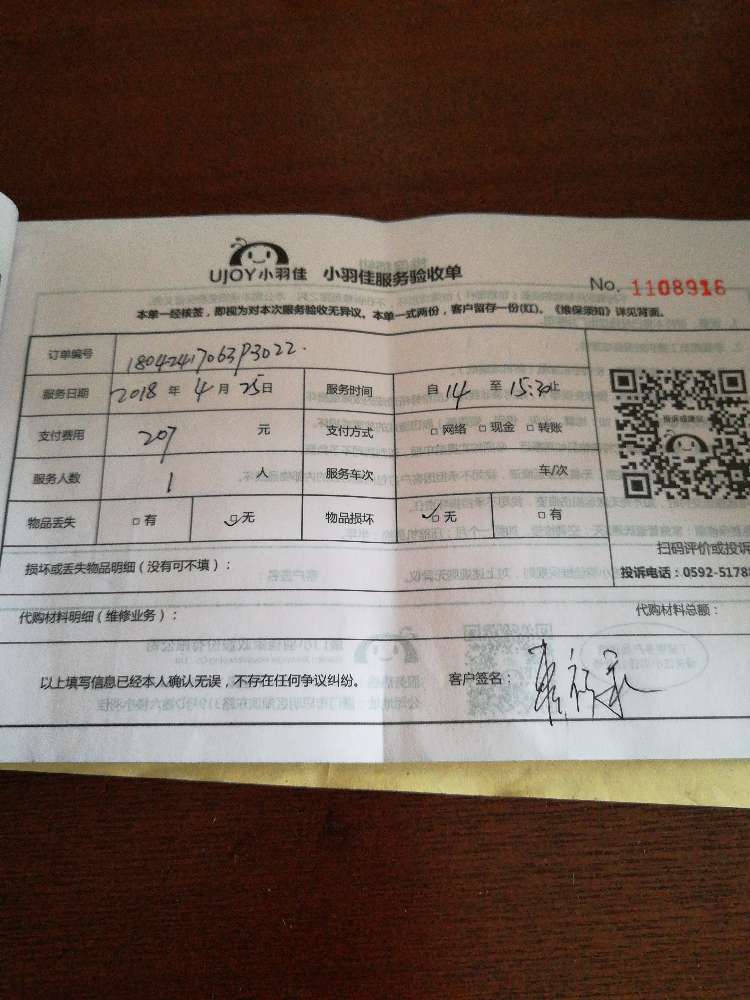 UJOY小羽佳 小羽佳服务验收单
No. 1108916
本单一经核签，即视为对本次服务验收无异议。本单一式两份，客户留存一份(红)。《维保须知》详见背面。
订单编号 18042417063P3022.
服务日期 2018 年 4 月 25 日 服务时间 自 14 至 15:30 止
支付费用 207 元 支付方式 □网络 □现金 □转账
投诉或建议
服务人数 1 人 服务车次 车/次
物品丢失 □有 ☑无 物品损坏 ☑无 □有
扫码评价或投诉
损坏或丢失物品明细（没有可不填）：
投诉电话：0592-5178
代购材料明细（维修业务）： 代购材料总额：
以上填写信息已经本人确认无误，不存在任何争议纠纷。 客户签名：